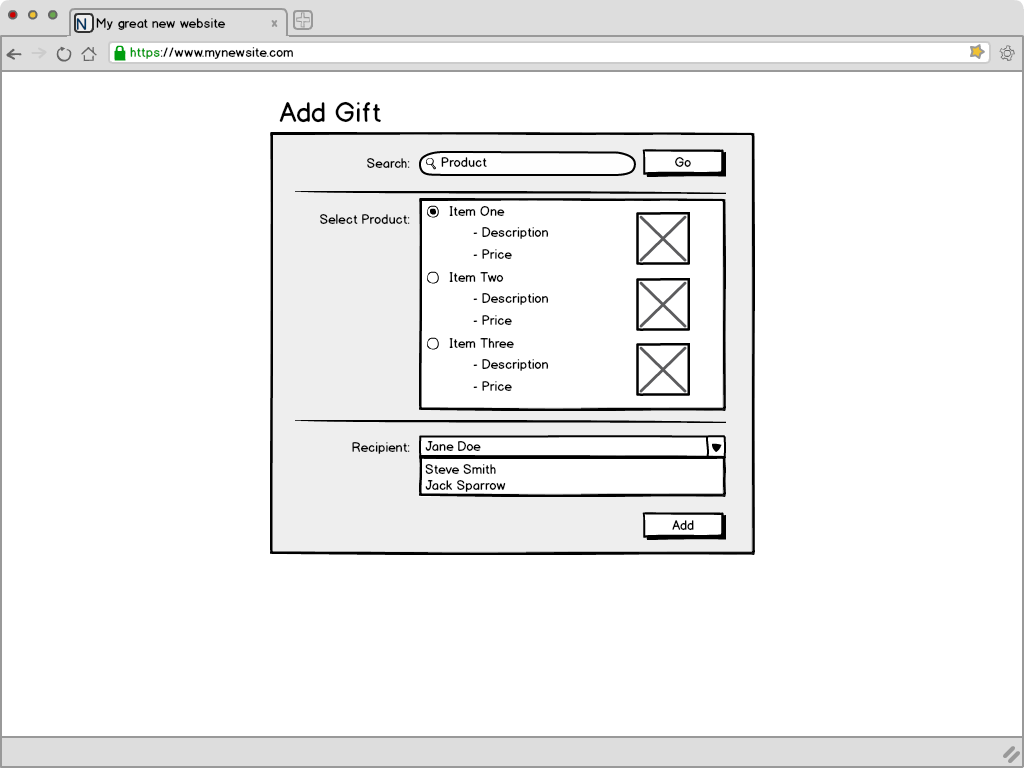 N My great new website x
https://www.mynewsite.com
Add Gift
Search: Product Go
Select Product: Item One
- Description
- Price
Item Two
- Description
- Price
Item Three
- Description
- Price
Recipient: Jane Doe
Steve Smith
Jack Sparrow
Add